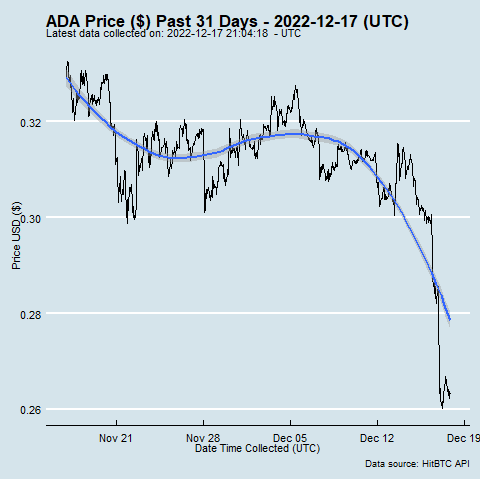 ADA Price ($) Past 31 Days - 2022-12-17 (UTC)
Latest data collected on: 2022-12-17 21:04:18 - UTC
0.32
0.30
0.28
0.26
Price USD ($)
Nov 21 Nov 28 Dec 05 Dec 12 Dec 19
Date Time Collected (UTC)
Data source: HitBTC API